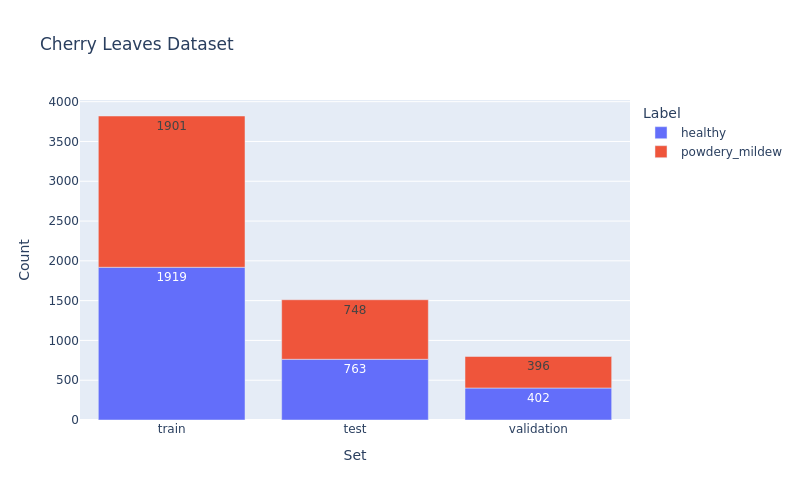 Cherry Leaves Dataset
Label
healthy
powdery_mildew
Count
4000
3500
3000
2500
2000
1500
1000
500
0
1901
1919
748
763
396
402
train
test
validation
Set